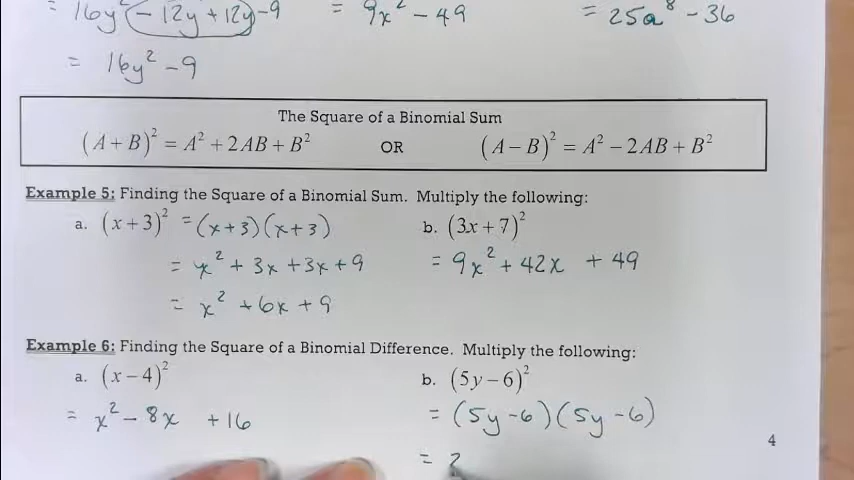 = 16y² - 12y + 12y - 9 = 9x² - 49 = 25a⁸ - 36
= 16y² - 9
The Square of a Binomial Sum
(A + B)² = A² + 2AB + B² OR (A - B)² = A² - 2AB + B²
Example 5: Finding the Square of a Binomial Sum. Multiply the following:
a. (x + 3)² = (x + 3)(x + 3) b. (3x + 7)²
= x² + 3x + 3x + 9 = 9x² + 42x + 49
= x² + 6x + 9
Example 6: Finding the Square of a Binomial Difference. Multiply the following:
a. (x - 4)² b. (5y - 6)²
= x² - 8x + 16 = (5y - 6)(5y - 6)
4
= 2